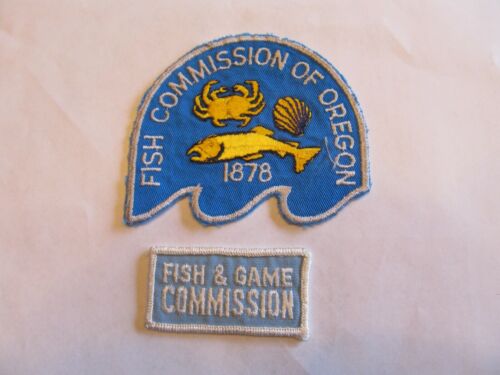 FISH COMMISSION OF OREGON
1878
FISH & GAME
COMMISSION